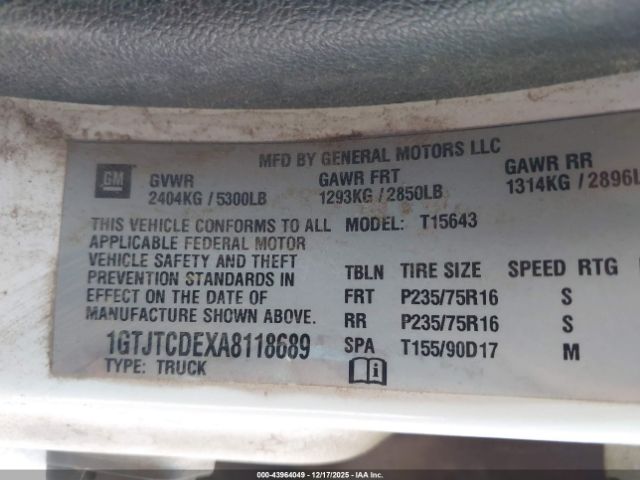 MFD BY GENERAL MOTORS LLC
GM
GVWR GAWR FRT GAWR RR
2404KG / 5300LB 1293KG / 2850LB 1314KG / 2896L
THIS VEHICLE CONFORMS TO ALL MODEL: T15643
APPLICABLE FEDERAL MOTOR
VEHICLE SAFETY AND THEFT TBLN TIRE SIZE SPEED RTG
PREVENTION STANDARDS IN
EFFECT ON THE DATE OF FRT P235/75R16 S
MANUFACTURE SHOWN ABOVE. RR P235/75R16 S
1GTJTCDEXA8118689 SPA T155/90D17 M
TYPE: TRUCK
000-43964049 - 12/17/2025 - IAA Inc.